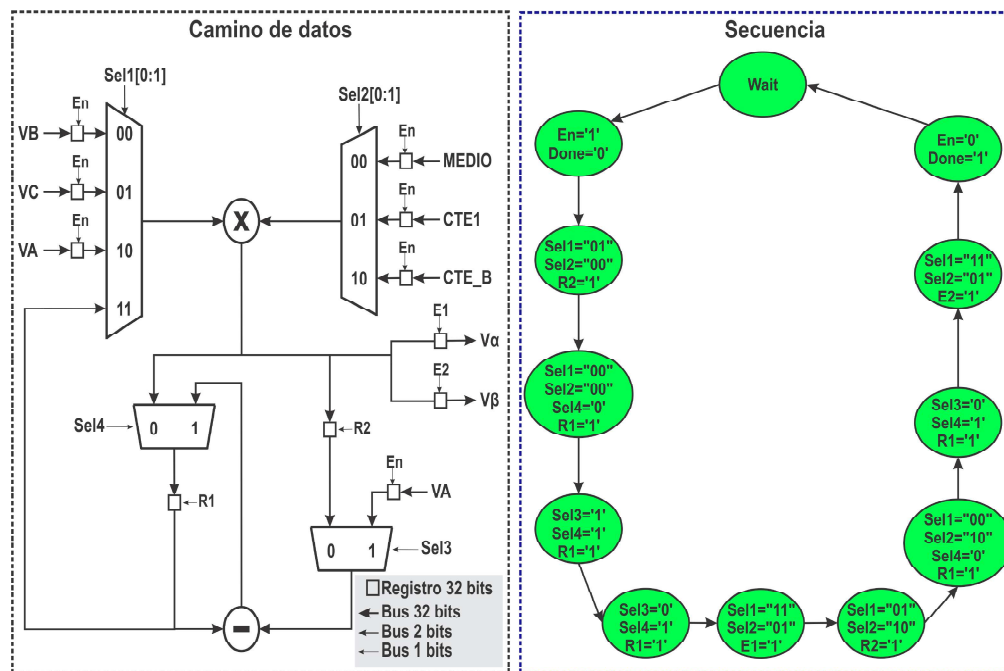 Camino de datos
Sel1[0:1]
Sel2[0:1]
En
VB
00
En
VC
01
En
VA
10
11
X
En
00
MEDIO
En
01
CTE1
En
10
CTE_B
E1
Vα
E2
Vβ
Sel4
0 1
R2
R1
En
VA
0 1
Sel3
-
Registro 32 bits
Bus 32 bits
Bus 2 bits
Bus 1 bits
Secuencia
Wait
En='1'
Done='0'
Sel1="01"
Sel2="00"
R2='1'
Sel1="00"
Sel2="00"
Sel4='0'
R1='1'
Sel3='1'
Sel4='1'
R1='1'
Sel3='0'
Sel4='1'
R1='1'
Sel1="11"
Sel2="01"
E1='1'
Sel1="01"
Sel2="10"
R2='1'
Sel1="00"
Sel2="10"
Sel4='0'
R1='1'
Sel3='0'
Sel4='1'
R1='1'
Sel1="11"
Sel2="01"
E2='1'
En='0'
Done='1'